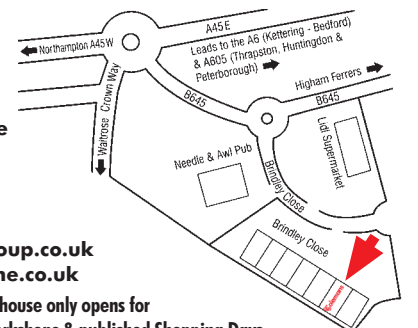 A45E
Northampton A45W
Leads to the A6 (Kettering - Bedford)
& A605 (Thrapston, Huntingdon &
Peterborough)
Crown Way
Waitrose
B645
Higham Ferrers
B645
Needle & Awl Pub
Lidl Supermarket
Brindley Close
Brindley Close
e
oup.co.uk
ne.co.uk
house only opens for